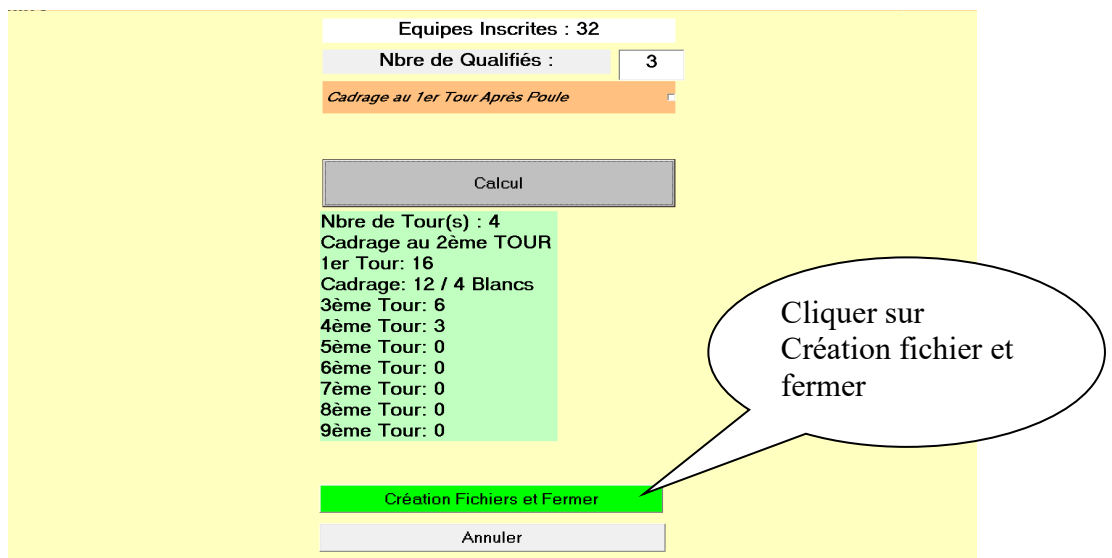 Equipes Inscrites : 32
Nbre de Qualifiés : 3
Cadrage au 1er Tour Après Poule
Calcul
Nbre de Tour(s) : 4
Cadrage au 2ème TOUR
1er Tour: 16
Cadrage: 12 / 4 Blancs
3ème Tour: 6
4ème Tour: 3
5ème Tour: 0
6ème Tour: 0
7ème Tour: 0
8ème Tour: 0
9ème Tour: 0
Cliquer sur
Création fichier et
fermer
Création Fichiers et Fermer
Annuler